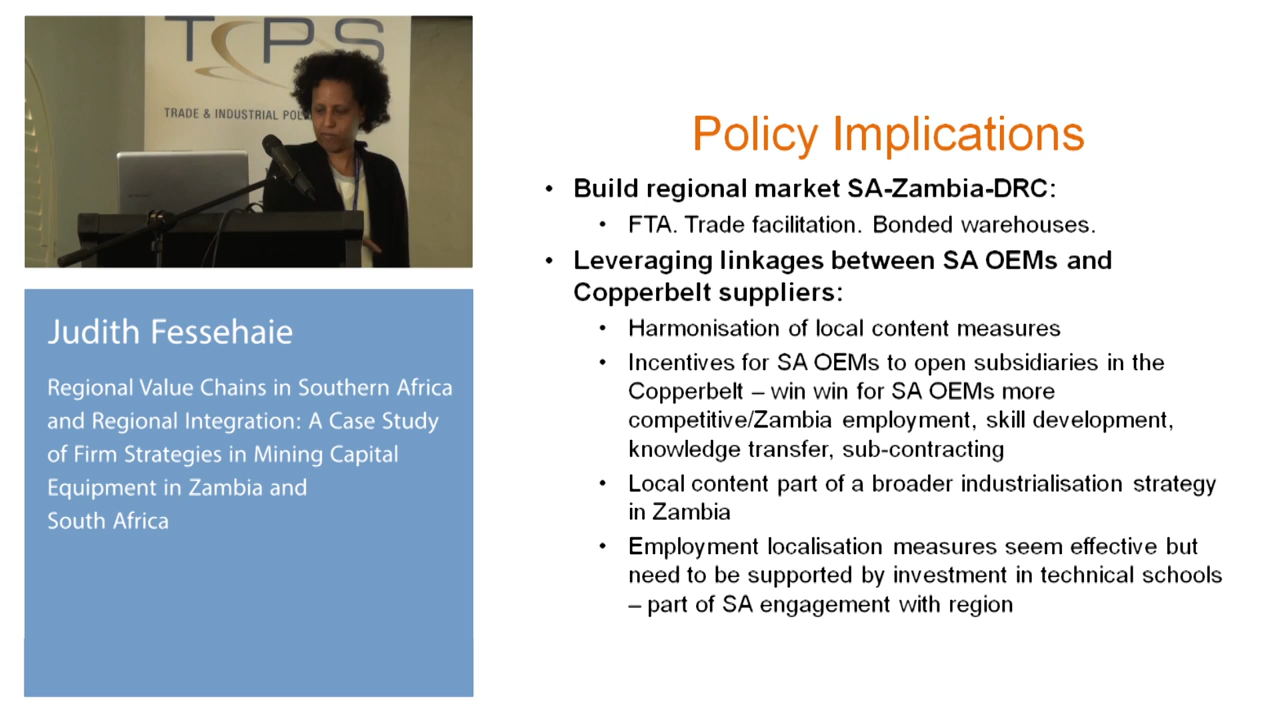 TIPS
TRADE & INDUSTRIAL POL
Judith Fessehaie
Regional Value Chains in Southern Africa
and Regional Integration: A Case Study
of Firm Strategies in Mining Capital
Equipment in Zambia and
South Africa
Policy Implications
• Build regional market SA-Zambia-DRC:
• FTA. Trade facilitation. Bonded warehouses.
• Leveraging linkages between SA OEMs and
Copperbelt suppliers:
• Harmonisation of local content measures
• Incentives for SA OEMs to open subsidiaries in the
Copperbelt – win win for SA OEMs more
competitive/Zambia employment, skill development,
knowledge transfer, sub-contracting
• Local content part of a broader industrialisation strategy
in Zambia
• Employment localisation measures seem effective but
need to be supported by investment in technical schools
– part of SA engagement with region